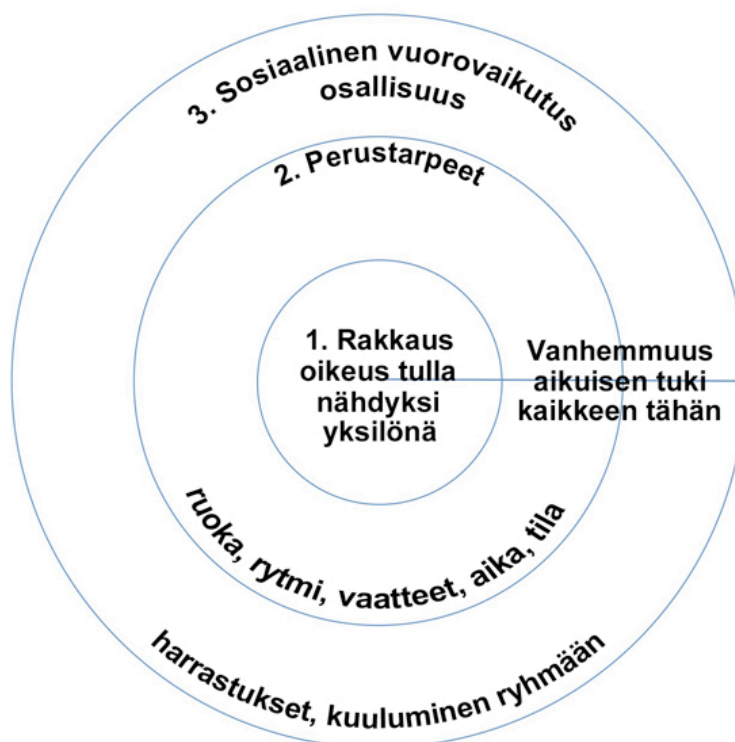 3. Sosiaalinen vuorovaikutus
osallisuus
2. Perustarpeet
1. Rakkaus
oikeus tulla
nähdyksi
yksilönä
Vanhemmuus
aikuisen tuki
kaikkeen tähän
ruoka, rytmi, vaatteet, aika, tila
harrastukset, kuuluminen ryhmään